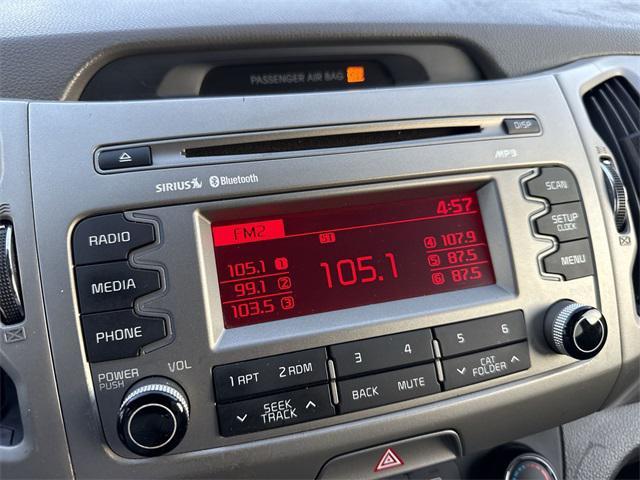 PASSENGER AIR BAG
DISP
MP3
SIRIUS Bluetooth
SCAN
SETUP
CLOCK
MENU
RADIO
MEDIA
PHONE
FM2
4:57
105.1 1
99.1 2
103.5 3
105.1
4 107.9
5 87.5
6 87.5
POWER
PUSH
VOL
1 RPT 2 RDM
3 4
5 6
SEEK
TRACK
BACK MUTE
CAT
FOLDER